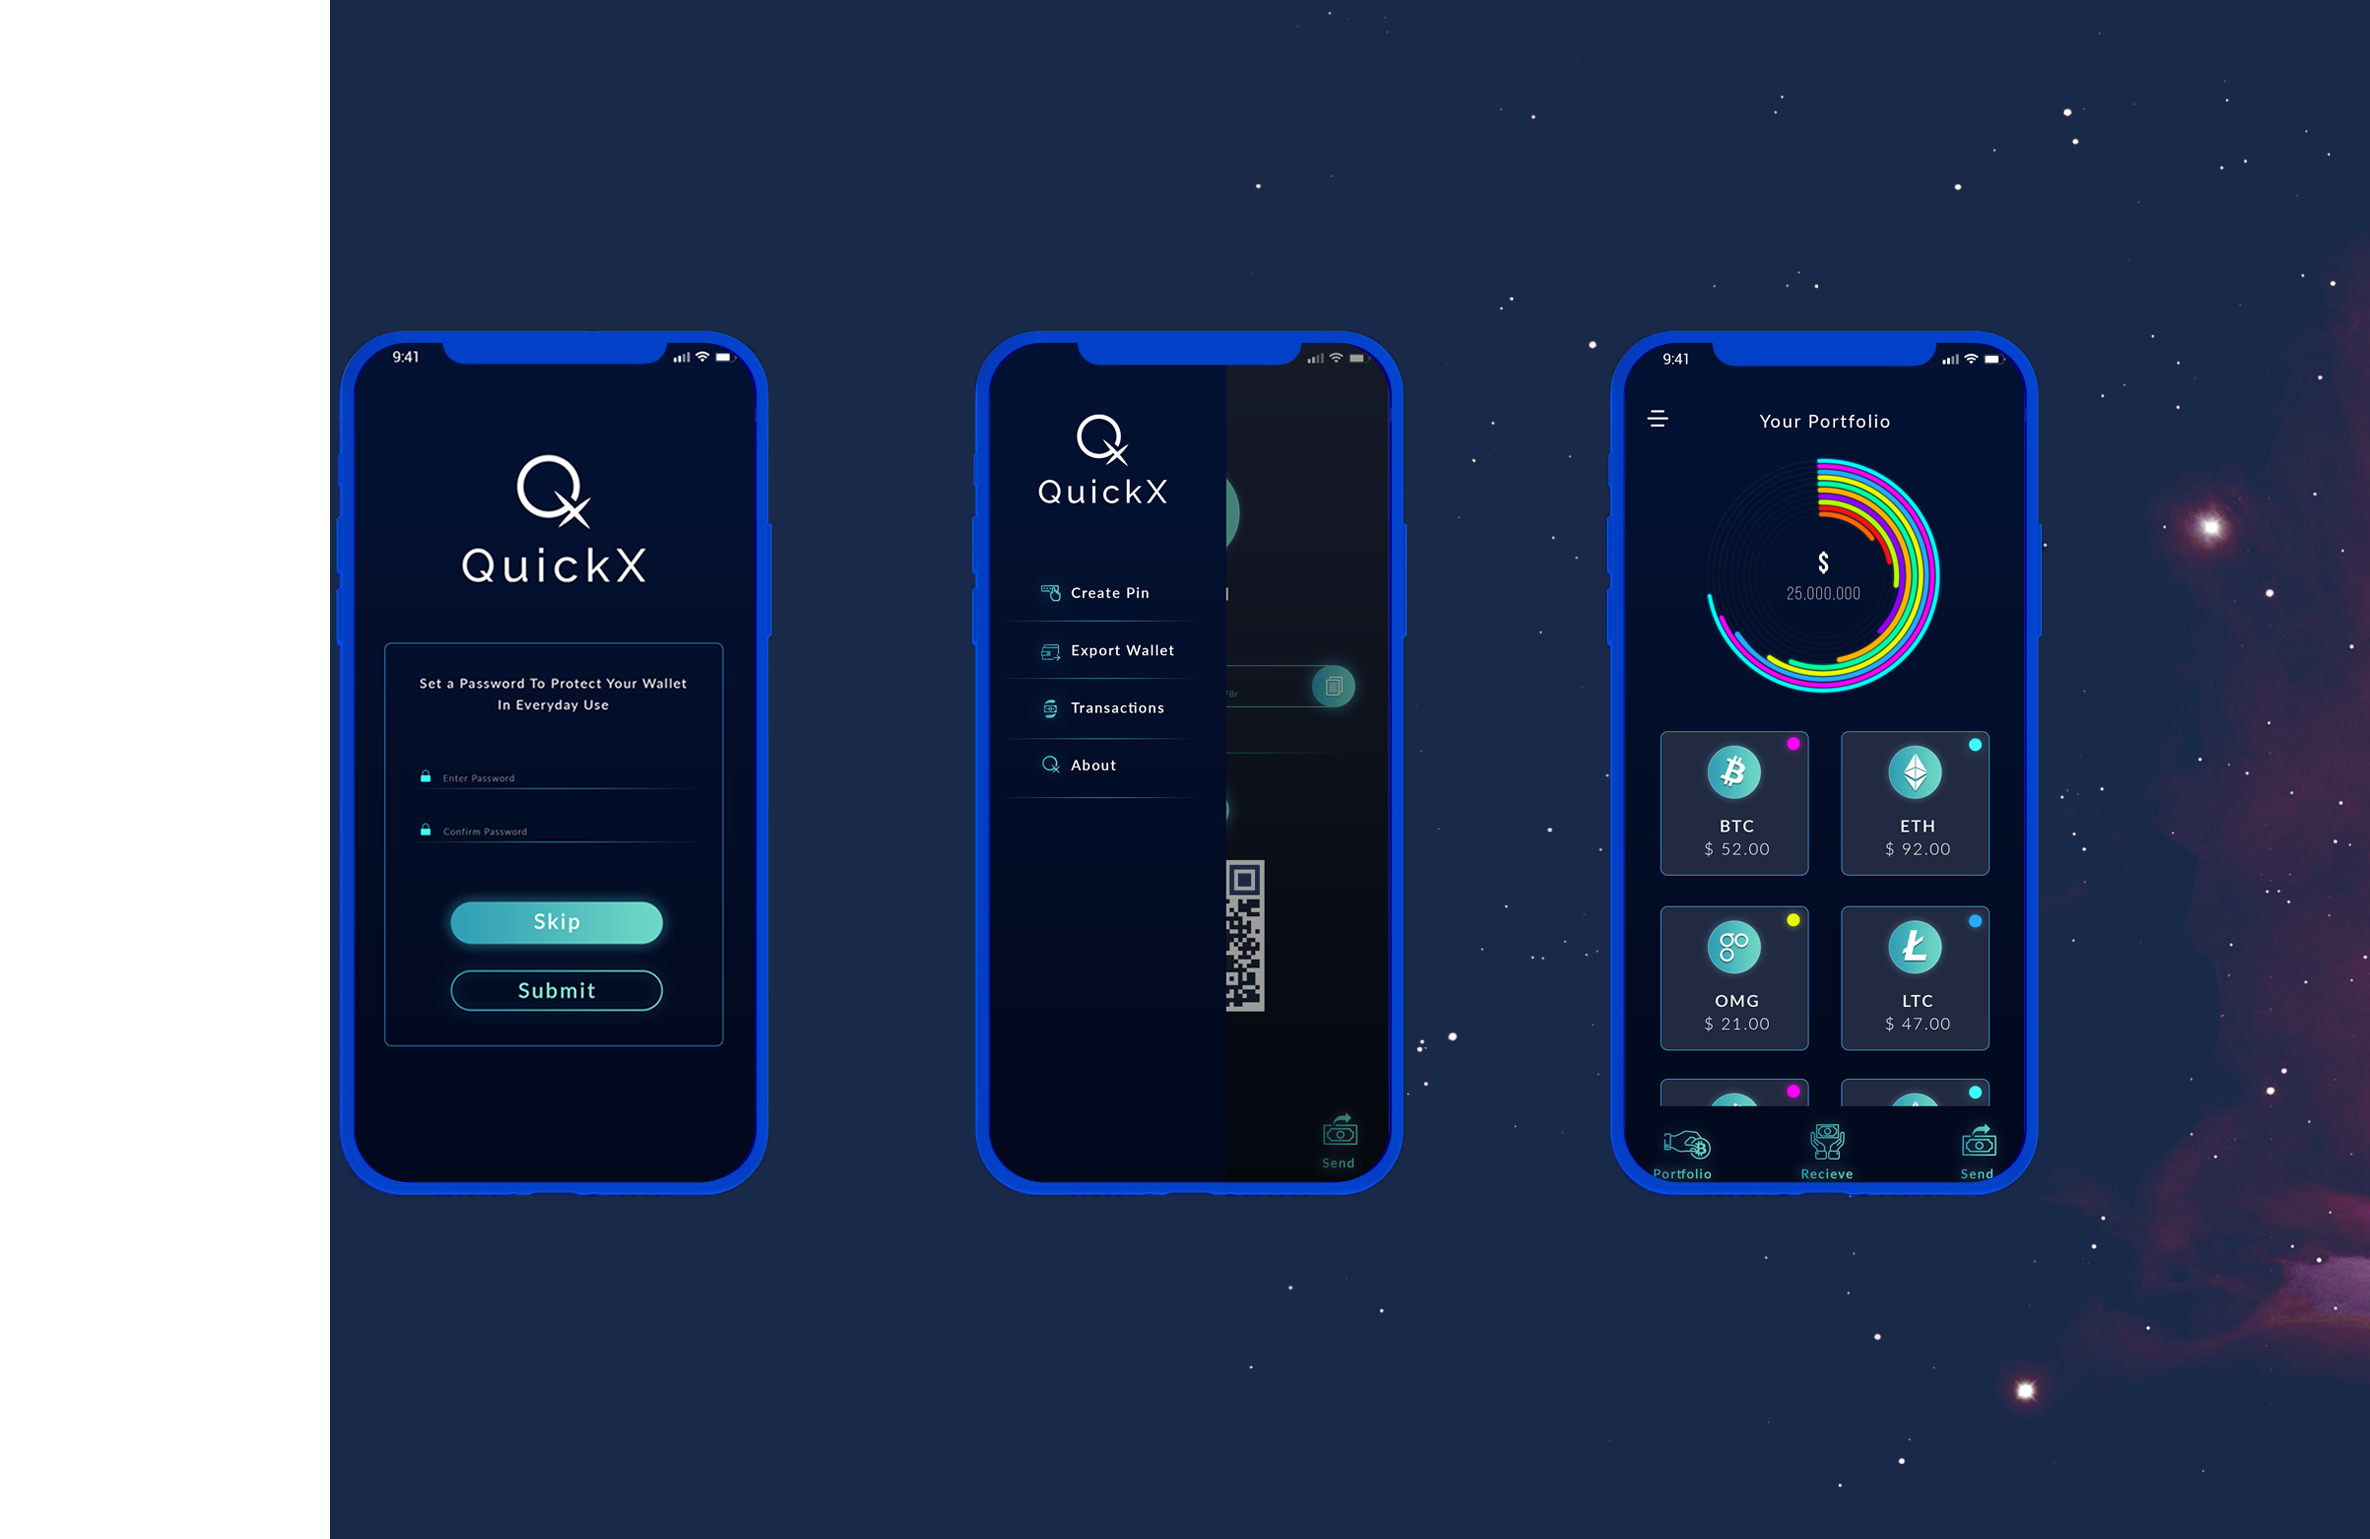 9:41
QuickX
Set a Password To Protect Your Wallet
In Everyday Use
Enter Password
Confirm Password
Skip
Submit
QuickX
Create Pin
Export Wallet
Transactions
About
78r
Send
9:41
Your Portfolio
$
25,000,000
BTC
$ 52.00
ETH
$ 92.00
OMG
$ 21.00
LTC
$ 47.00
Portfolio
Recieve
Send